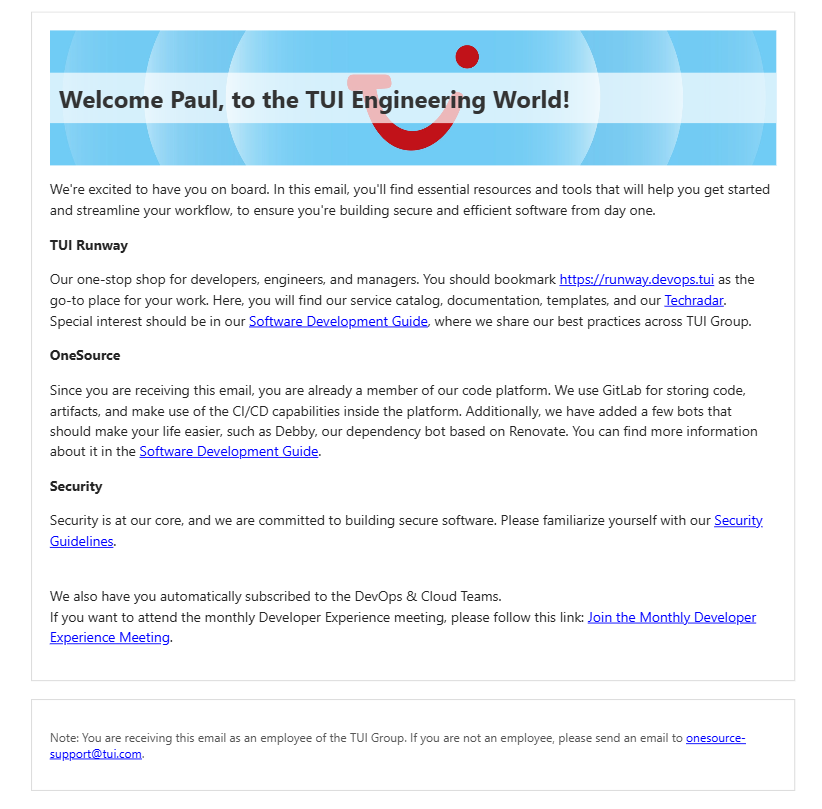 Welcome Paul, to the TUI Engineering World!
We're excited to have you on board. In this email, you'll find essential resources and tools that will help you get started
and streamline your workflow, to ensure you're building secure and efficient software from day one.
TUI Runway
Our one-stop shop for developers, engineers, and managers. You should bookmark https://runway.devops.tui as the
go-to place for your work. Here, you will find our service catalog, documentation, templates, and our Techradar.
Special interest should be in our Software Development Guide, where we share our best practices across TUI Group.
OneSource
Since you are receiving this email, you are already a member of our code platform. We use GitLab for storing code,
artifacts, and make use of the CI/CD capabilities inside the platform. Additionally, we have added a few bots that
should make your life easier, such as Debby, our dependency bot based on Renovate. You can find more information
about it in the Software Development Guide.
Security
Security is at our core, and we are committed to building secure software. Please familiarize yourself with our Security
Guidelines.
We also have you automatically subscribed to the DevOps & Cloud Teams.
If you want to attend the monthly Developer Experience meeting, please follow this link: Join the Monthly Developer
Experience Meeting.
Note: You are receiving this email as an employee of the TUI Group. If you are not an employee, please send an email to onesource-
support@tui.com.